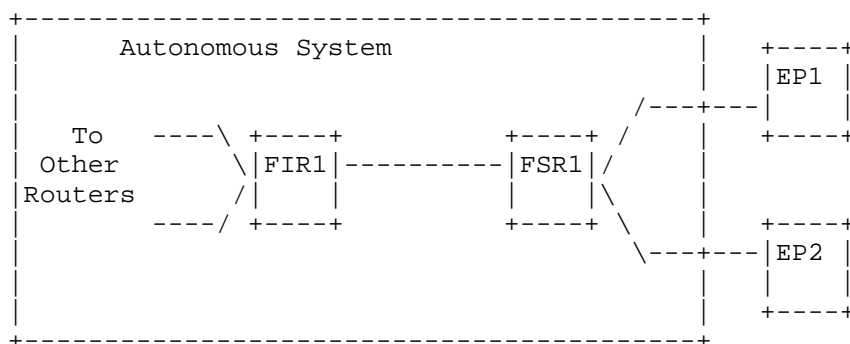 Autonomous System
EP1
To
FIR1
FSR1
Other
Routers
EP2